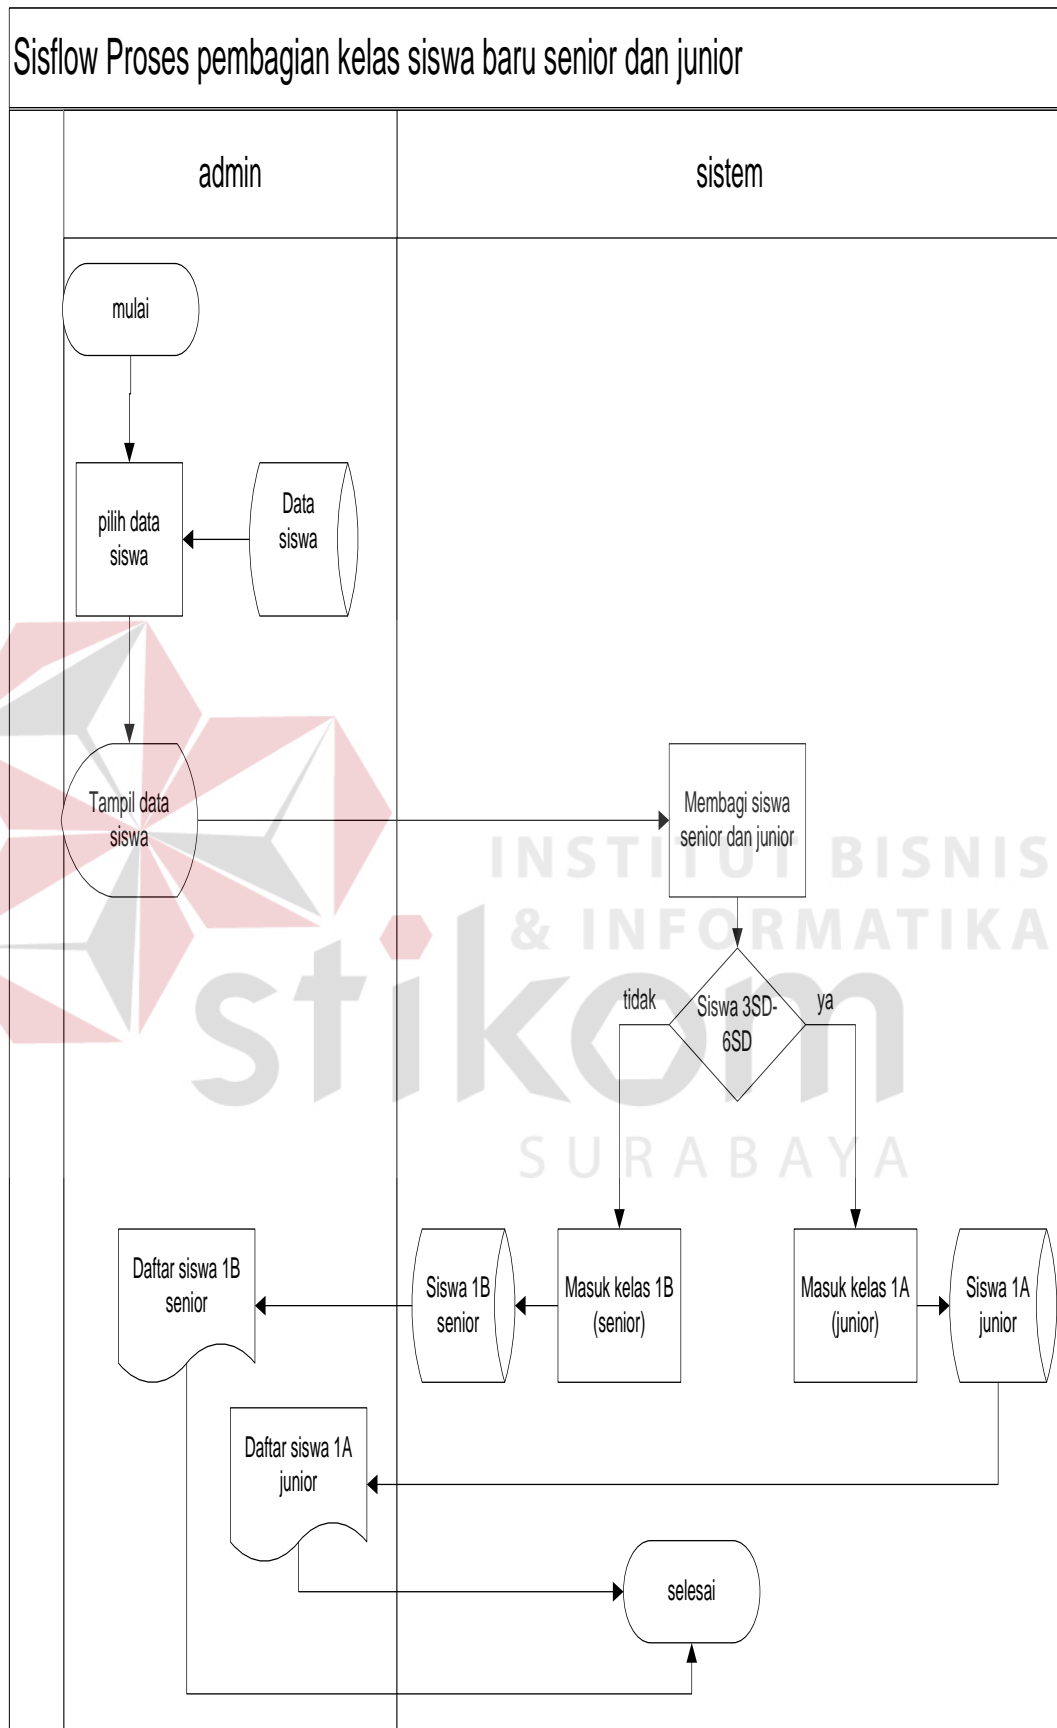 Sisflow Proses pembagian kelas siswa baru senior dan junior
admin
sistem
mulai
pilih data
siswa
Data
siswa
Tampil data
siswa
Membagi siswa
senior dan junior
INSTITUT BISNIS
& INFORMATIKA
stikom
SURABAYA
tidak
Siswa 3SD-
6SD
ya
Daftar siswa 1B
senior
Siswa 1B
senior
Masuk kelas 1B
(senior)
Masuk kelas 1A
(junior)
Siswa 1A
junior
Daftar siswa 1A
junior
selesai